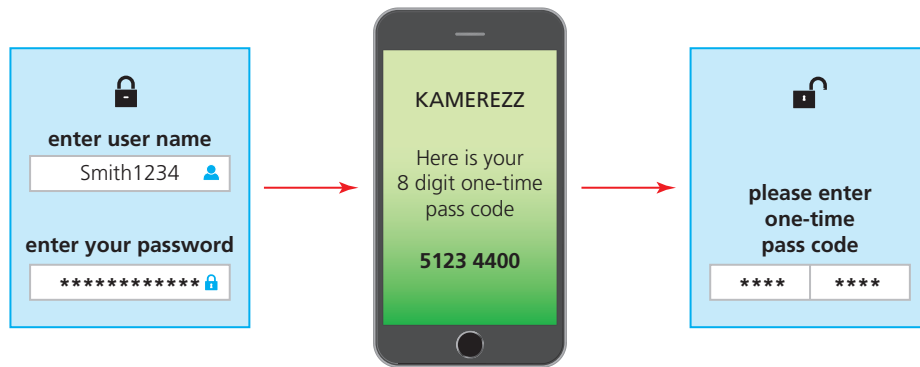 enter user name
Smith1234
enter your password
************
KAMEREZZ
Here is your
8 digit one-time
pass code
5123 4400
please enter
one-time
pass code
**** ****